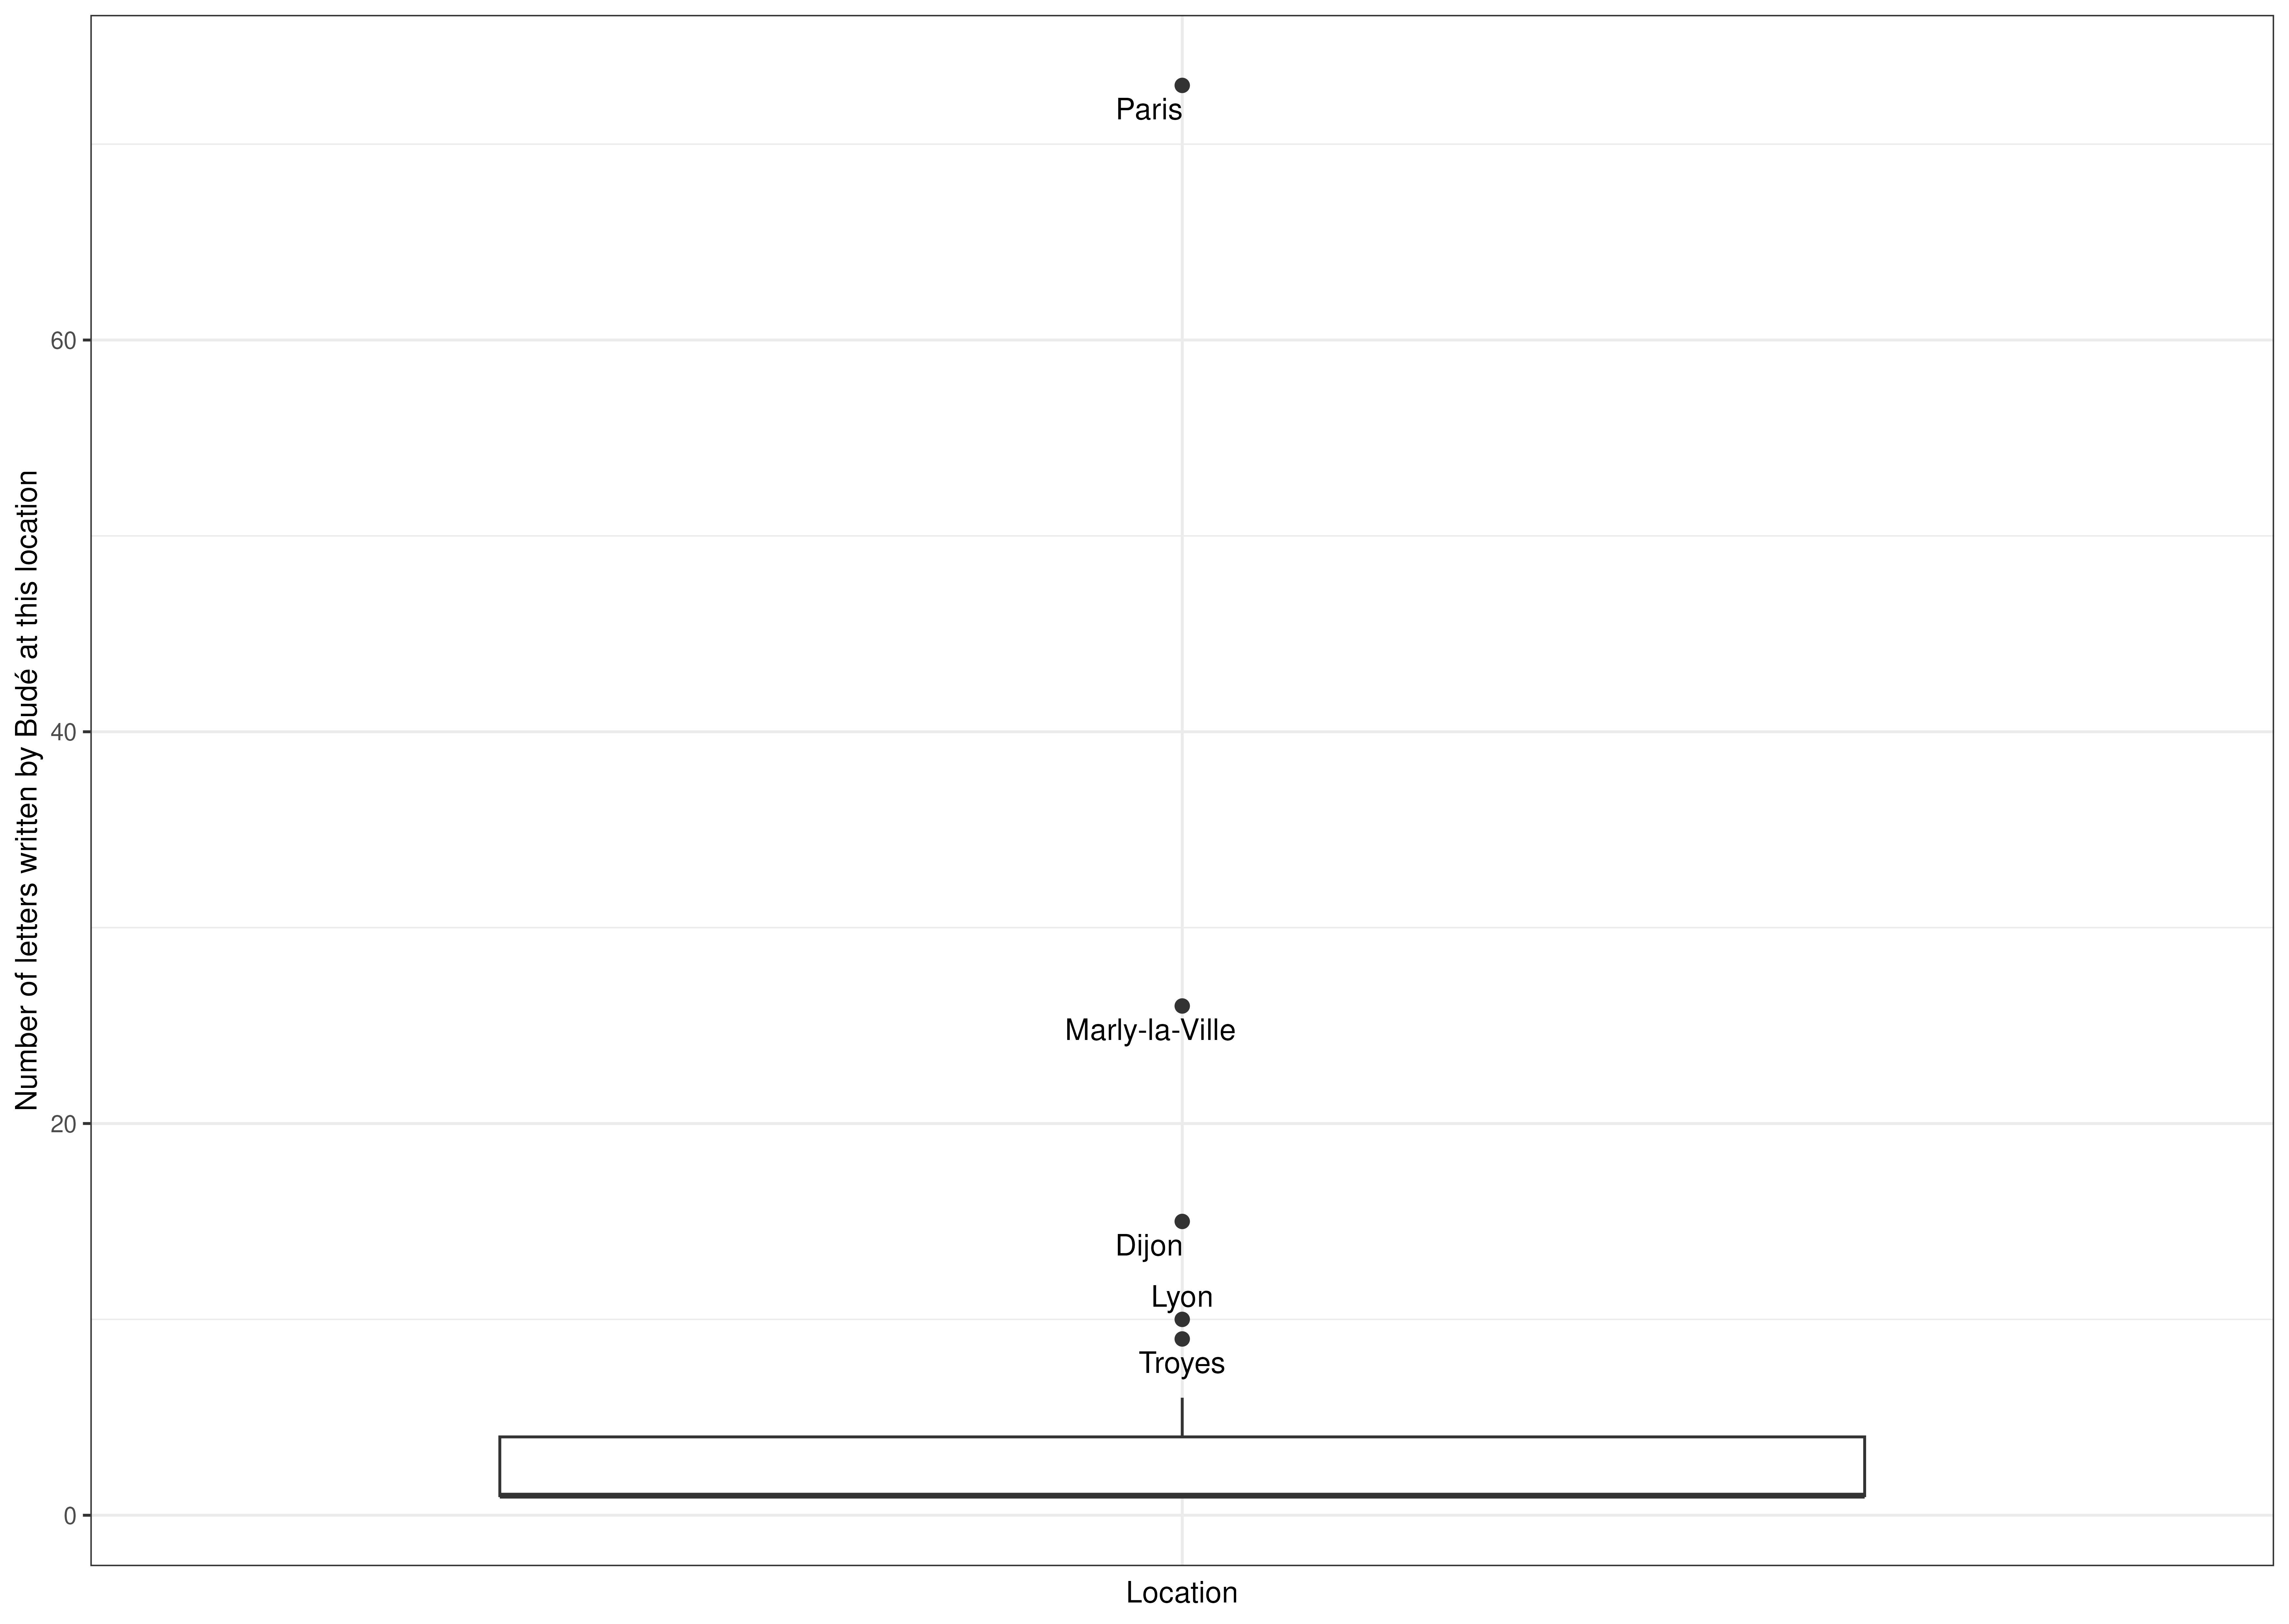 Number of letters written by Budé at this location
60
40
20
0
Paris
Marly-la-Ville
Dijon
Lyon
Troyes
Location